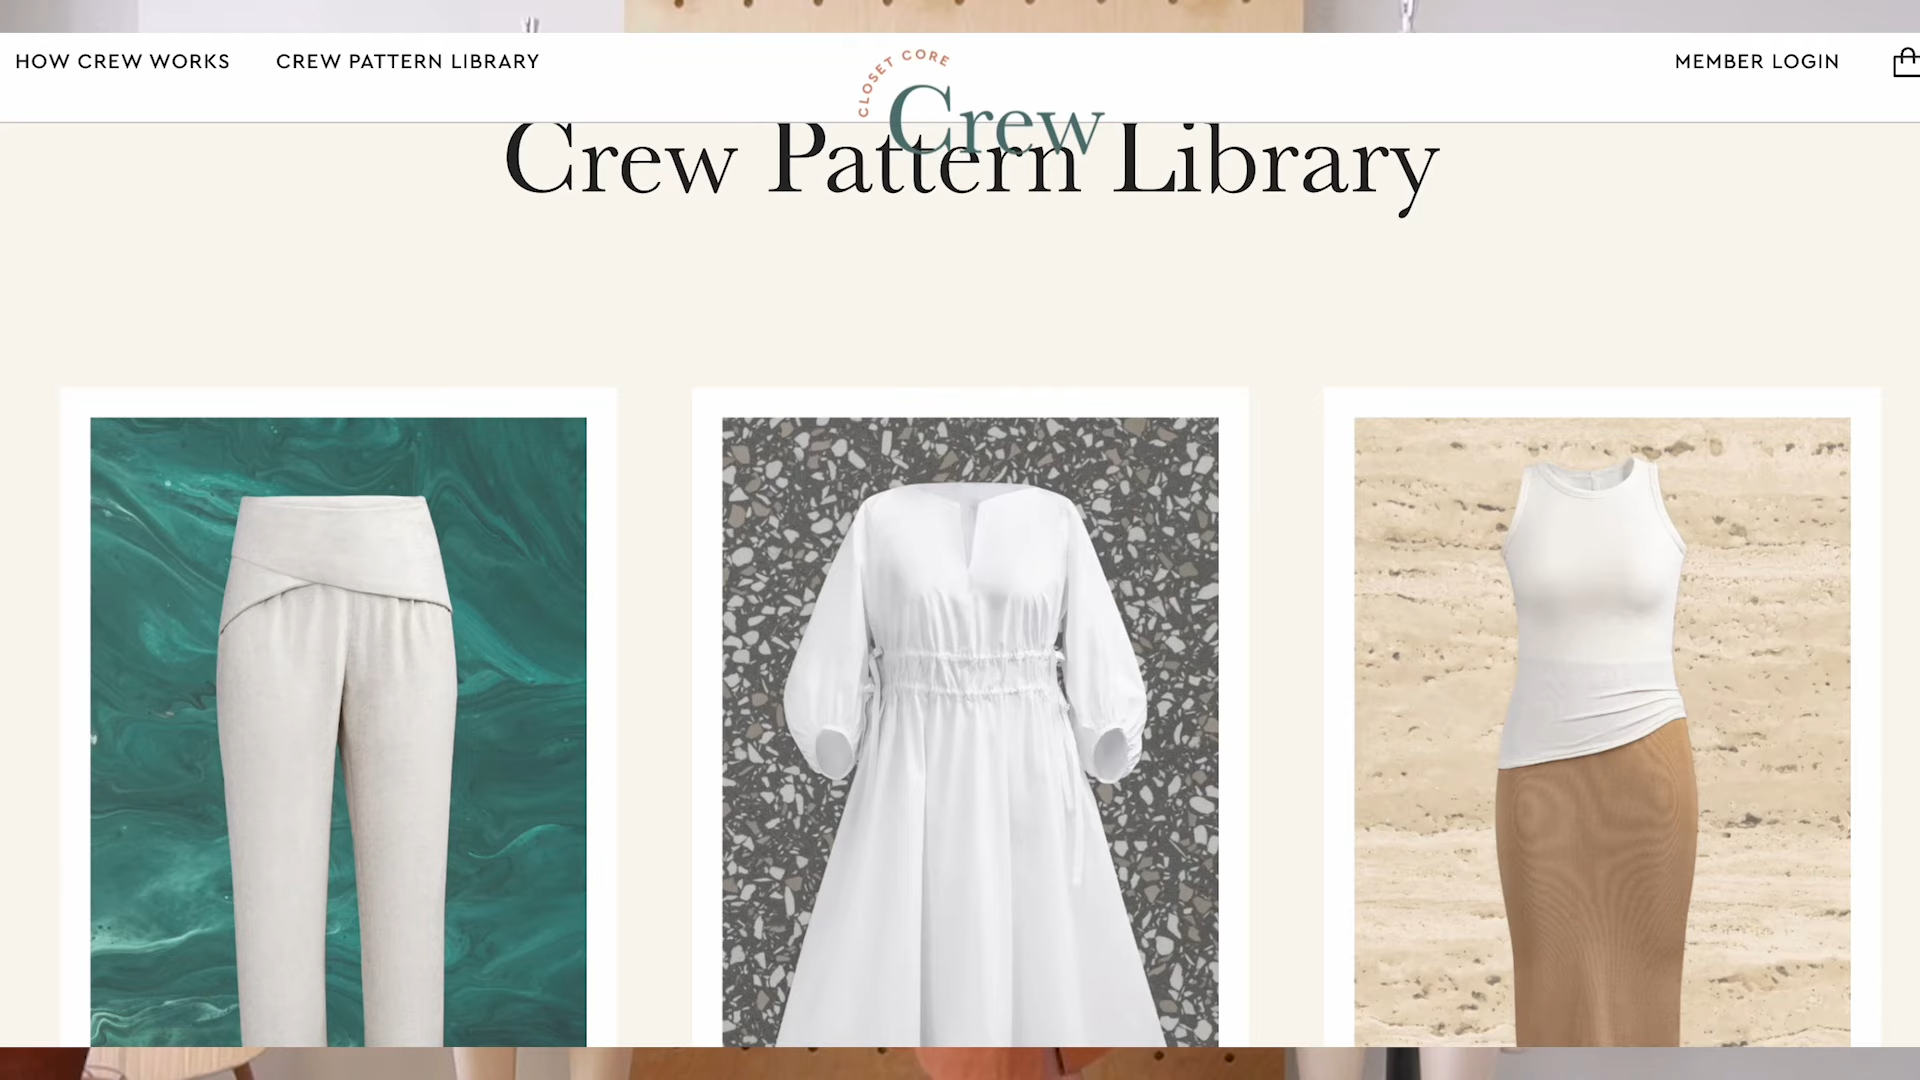 HOW CREW WORKS
CREW PATTERN LIBRARY
CLOSET CORE
Crew
MEMBER LOGIN
Crew Pattern Library